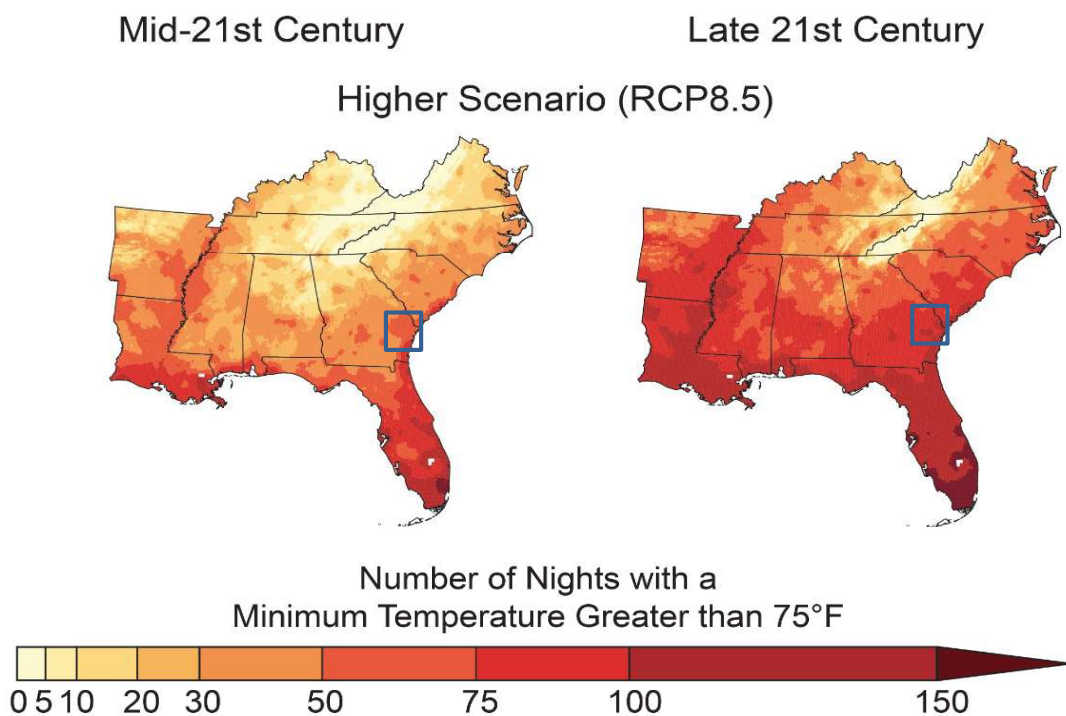 Mid-21st Century
Late 21st Century
Higher Scenario (RCP8.5)
Number of Nights with a
Minimum Temperature Greater than 75°F
0 5 10 20 30 50 75 100 150